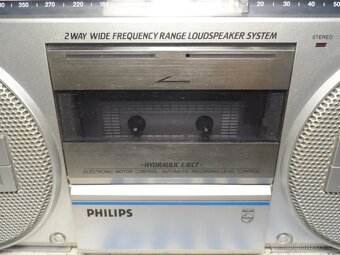 2 WAY WIDE FREQUENCY RANGE LOUDSPEAKER SYSTEM
STEREO
• HYDRAULIC EJECT •
ELECTRONIC MOTOR CONTROL · AUTOMATIC RECORDING LEVEL CONTROL
PHILIPS